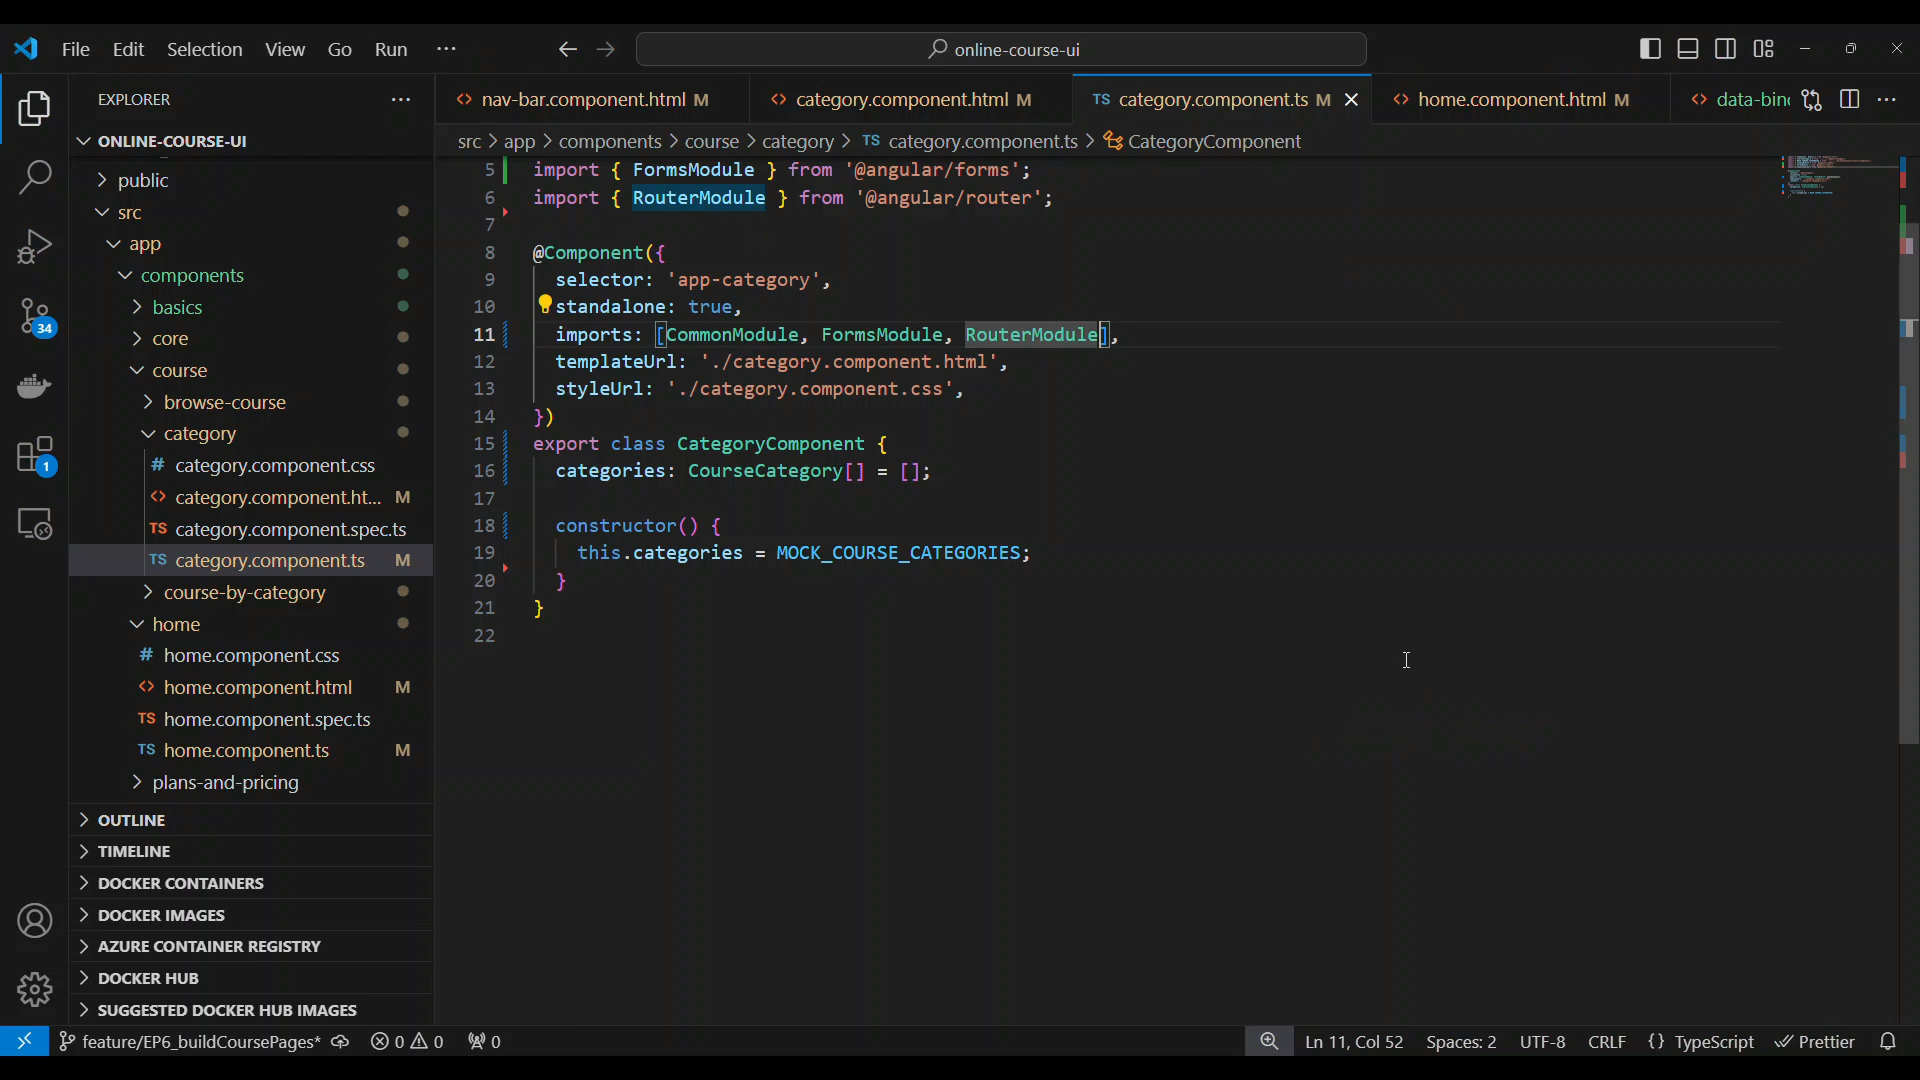 File Edit Selection View Go Run ··· online-course-ui
EXPLORER ···
ONLINE-COURSE-UI
public
src
app
components
basics
core
course
browse-course
category
category.component.css
category.component.ht... M
category.component.spec.ts
category.component.ts M
course-by-category
home
home.component.css
home.component.html M
home.component.spec.ts
home.component.ts M
plans-and-pricing
OUTLINE
TIMELINE
DOCKER CONTAINERS
DOCKER IMAGES
AZURE CONTAINER REGISTRY
DOCKER HUB
SUGGESTED DOCKER HUB IMAGES
34
1
nav-bar.component.html M category.component.html M TS category.component.ts M home.component.html M data-bin
src > app > components > course > category > TS category.component.ts > CategoryComponent
5 import { FormsModule } from '@angular/forms';
6 import { RouterModule } from '@angular/router';
7
8 @Component({
9 selector: 'app-category',
10 standalone: true,
11 imports: [CommonModule, FormsModule, RouterModule],
12 templateUrl: './category.component.html',
13 styleUrl: './category.component.css',
14 })
15 export class CategoryComponent {
16 categories: CourseCategory[] = [];
17
18 constructor() {
19 this.categories = MOCK_COURSE_CATEGORIES;
20 }
21 }
22
feature/EP6_buildCoursePages* 0 0 0 Ln 11, Col 52 Spaces: 2 UTF-8 CRLF {} TypeScript Prettier